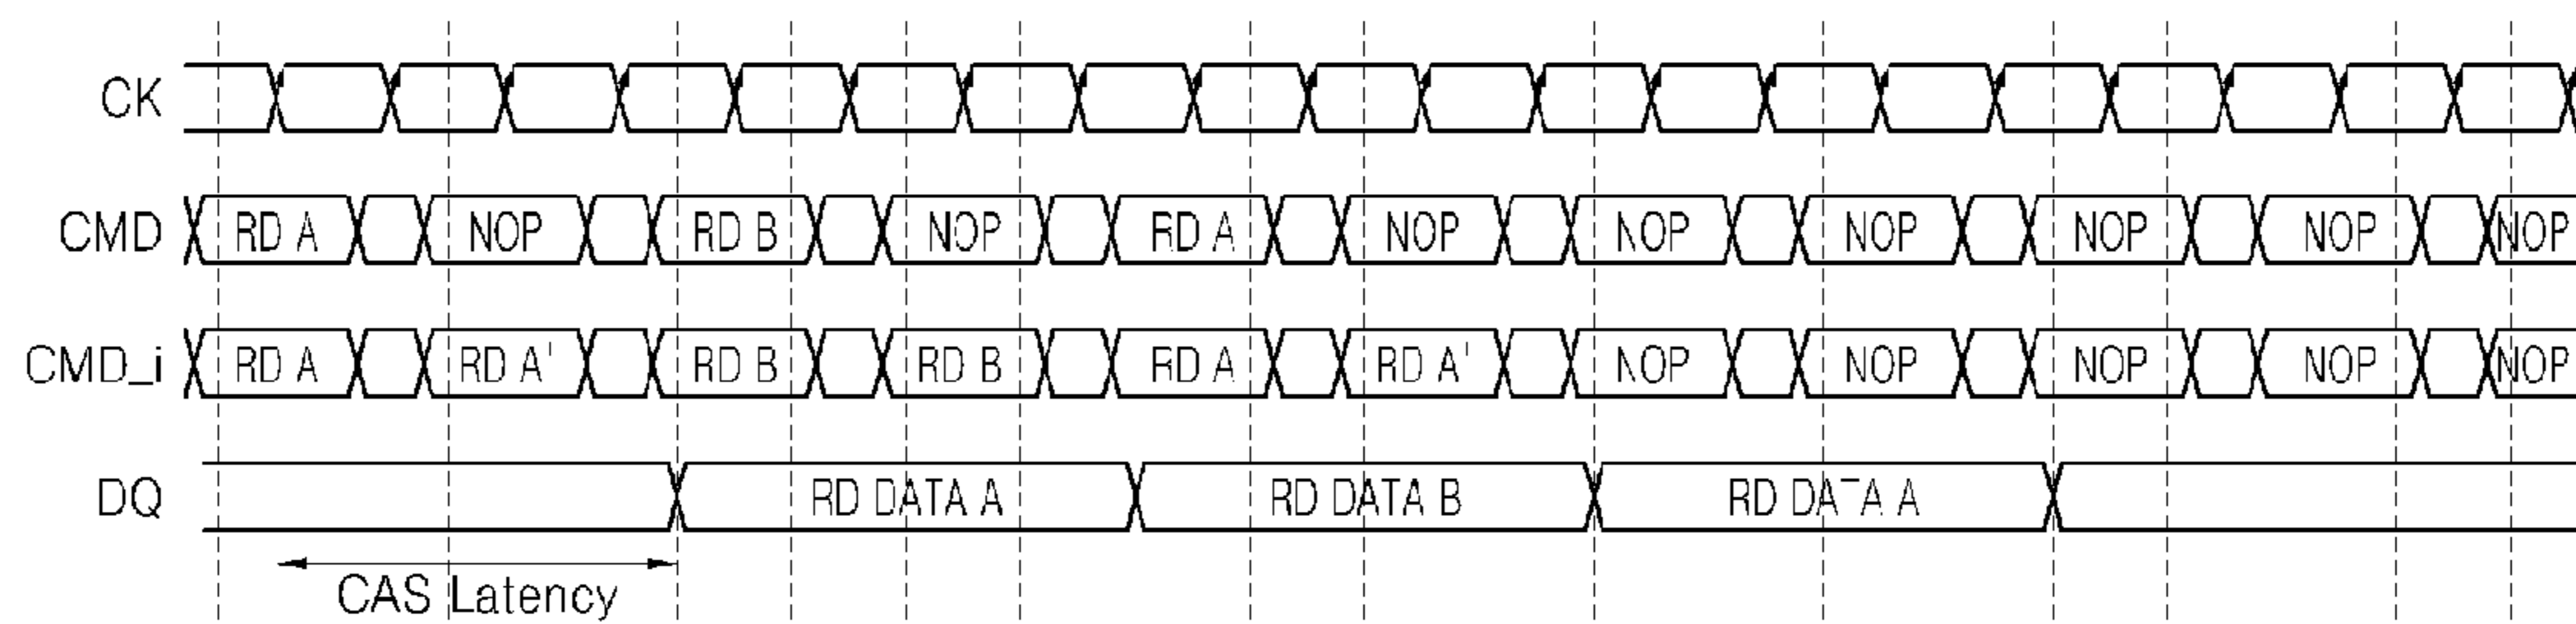 CK
CMD RD A NOP RD B NOP RD A NOP NOP NOP NOP NOP NOP
CMD_i RD A RD A' RD B RD B RD A RD A' NOP NOP NOP NOP NOP
DQ RD DATA A RD DATA B RD DATA A
CAS Latency